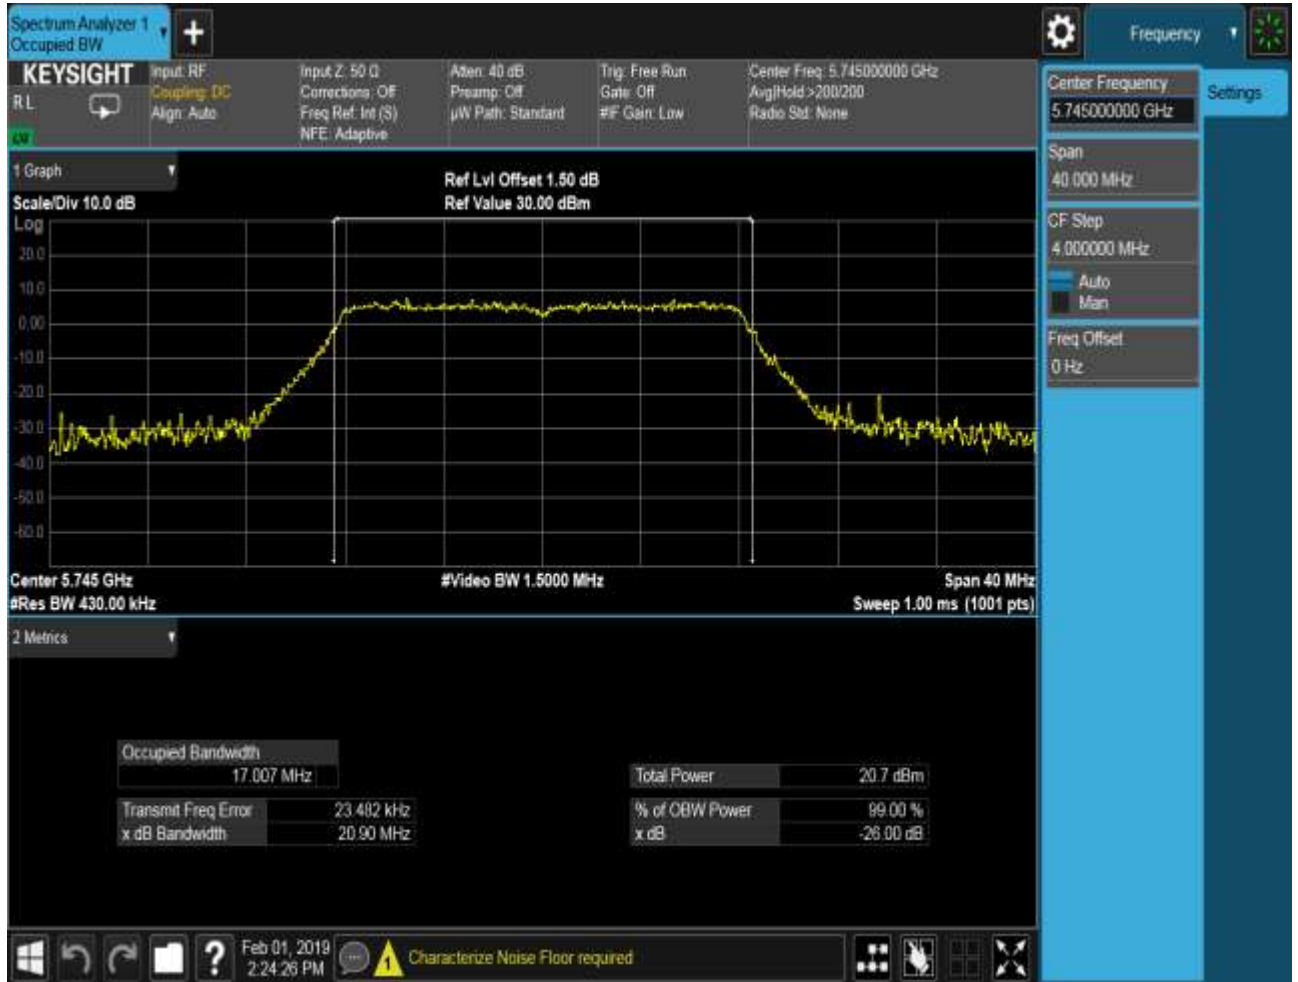 Spectrum Analyzer 1
Occupied BW
Frequency
KEYSIGHT
RL
Input: RF
Coupling: DC
Align: Auto
Input Z: 50 Ω
Corrections: Off
Freq Ref: Int (S)
NFE: Adaptive
Atten: 40 dB
Preamp: Off
µW Path: Standard
Trig: Free Run
Gate: Off
#IF Gain: Low
Center Freq: 5.745000000 GHz
Avg|Hold:>200/200
Radio Std: None
Center Frequency
5.745000000 GHz
Settings
Span
40.000 MHz
CF Step
4.000000 MHz
Auto
Man
Freq Offset
0 Hz
1 Graph
Scale/Div 10.0 dB
Ref Lvl Offset 1.50 dB
Ref Value 30.00 dBm
Log
20.0
10.0
0.00
-10.0
-20.0
-30.0
-40.0
-50.0
-60.0
Center 5.745 GHz
#Video BW 1.5000 MHz
Span 40 MHz
#Res BW 430.00 kHz
Sweep 1.00 ms (1001 pts)
2 Metrics
Occupied Bandwidth
17.007 MHz
Total Power 20.7 dBm
Transmit Freq Error 23.482 kHz
% of OBW Power 99.00 %
x dB Bandwidth 20.90 MHz
x dB -26.00 dB
?
Feb 01, 2019
2:24:26 PM
1
Characterize Noise Floor required